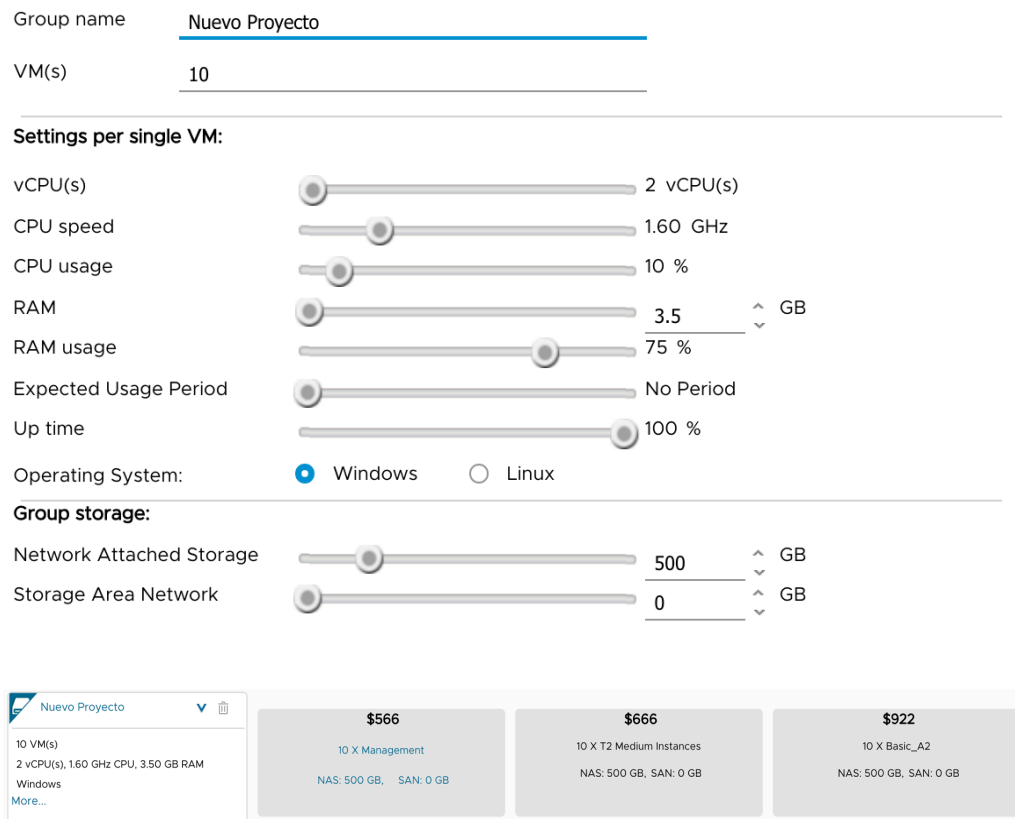 Group name Nuevo Proyecto
VM(s) 10
Settings per single VM:
vCPU(s) 2 vCPU(s)
CPU speed 1.60 GHz
CPU usage 10 %
RAM 3.5 GB
RAM usage 75 %
Expected Usage Period No Period
Up time 100 %
Operating System: Windows Linux
Group storage:
Network Attached Storage 500 GB
Storage Area Network 0 GB
Nuevo Proyecto
10 VM(s)
2 vCPU(s), 1.60 GHz CPU, 3.50 GB RAM
Windows
More...
$566
10 X Management
NAS: 500 GB, SAN: 0 GB
$666
10 X T2 Medium Instances
NAS: 500 GB, SAN: 0 GB
$922
10 X Basic_A2
NAS: 500 GB, SAN: 0 GB